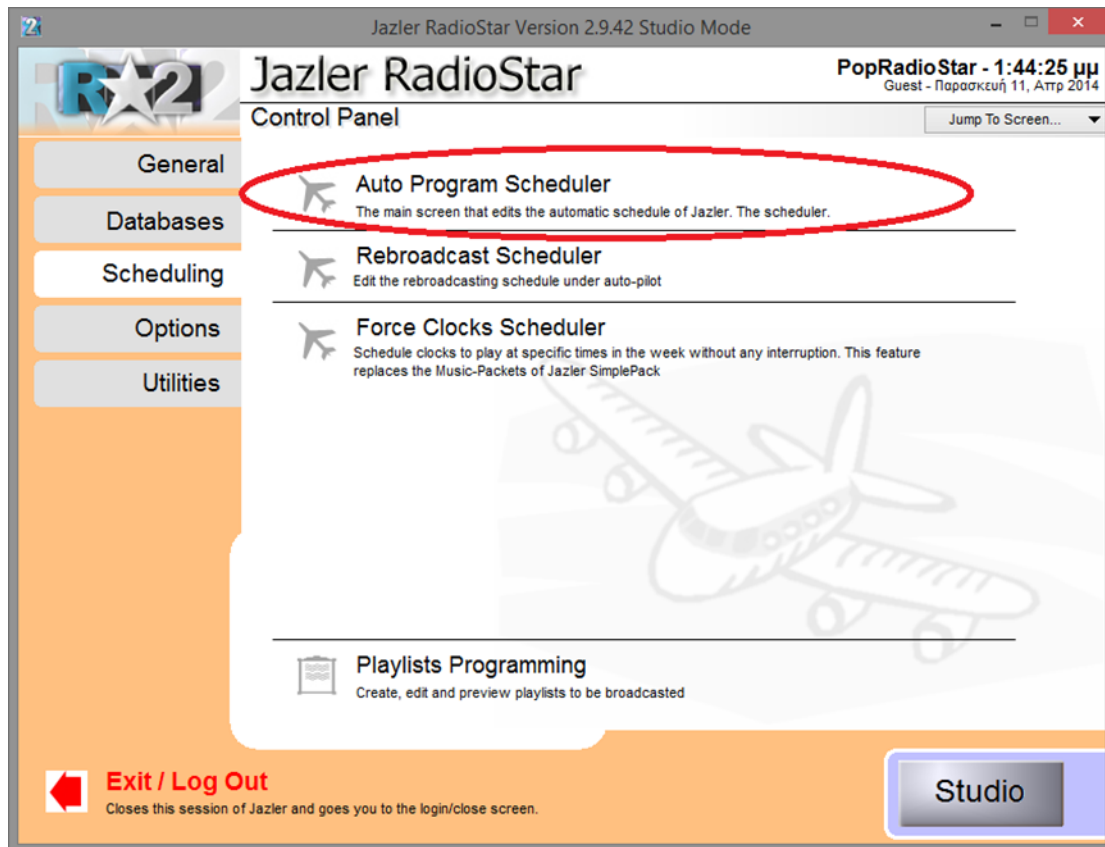 Jazler RadioStar Version 2.9.42 Studio Mode
R 2
Jazler RadioStar
PopRadioStar - 1:44:25 μμ
Guest - Παρασκευή 11, Απρ 2014
Control Panel
Jump To Screen...
General
Databases
Scheduling
Options
Utilities
Auto Program Scheduler
The main screen that edits the automatic schedule of Jazler. The scheduler.
Rebroadcast Scheduler
Edit the rebroadcasting schedule under auto-pilot
Force Clocks Scheduler
Schedule clocks to play at specific times in the week without any interruption. This feature
replaces the Music-Packets of Jazler SimplePack
Playlists Programming
Create, edit and preview playlists to be broadcasted
Exit / Log Out
Closes this session of Jazler and goes you to the login/close screen.
Studio